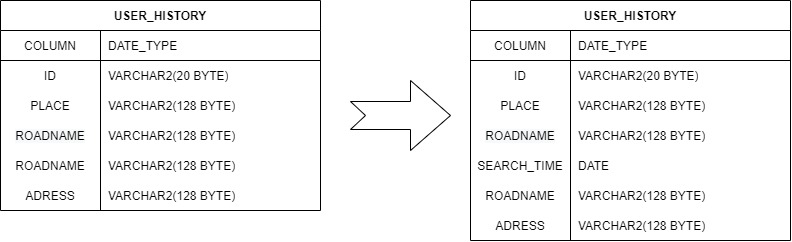 USER_HISTORY
COLUMN DATE_TYPE
ID VARCHAR2(20 BYTE)
PLACE VARCHAR2(128 BYTE)
ROADNAME VARCHAR2(128 BYTE)
ROADNAME VARCHAR2(128 BYTE)
ADRESS VARCHAR2(128 BYTE)
USER_HISTORY
COLUMN DATE_TYPE
ID VARCHAR2(20 BYTE)
PLACE VARCHAR2(128 BYTE)
ROADNAME VARCHAR2(128 BYTE)
SEARCH_TIME DATE
ROADNAME VARCHAR2(128 BYTE)
ADRESS VARCHAR2(128 BYTE)